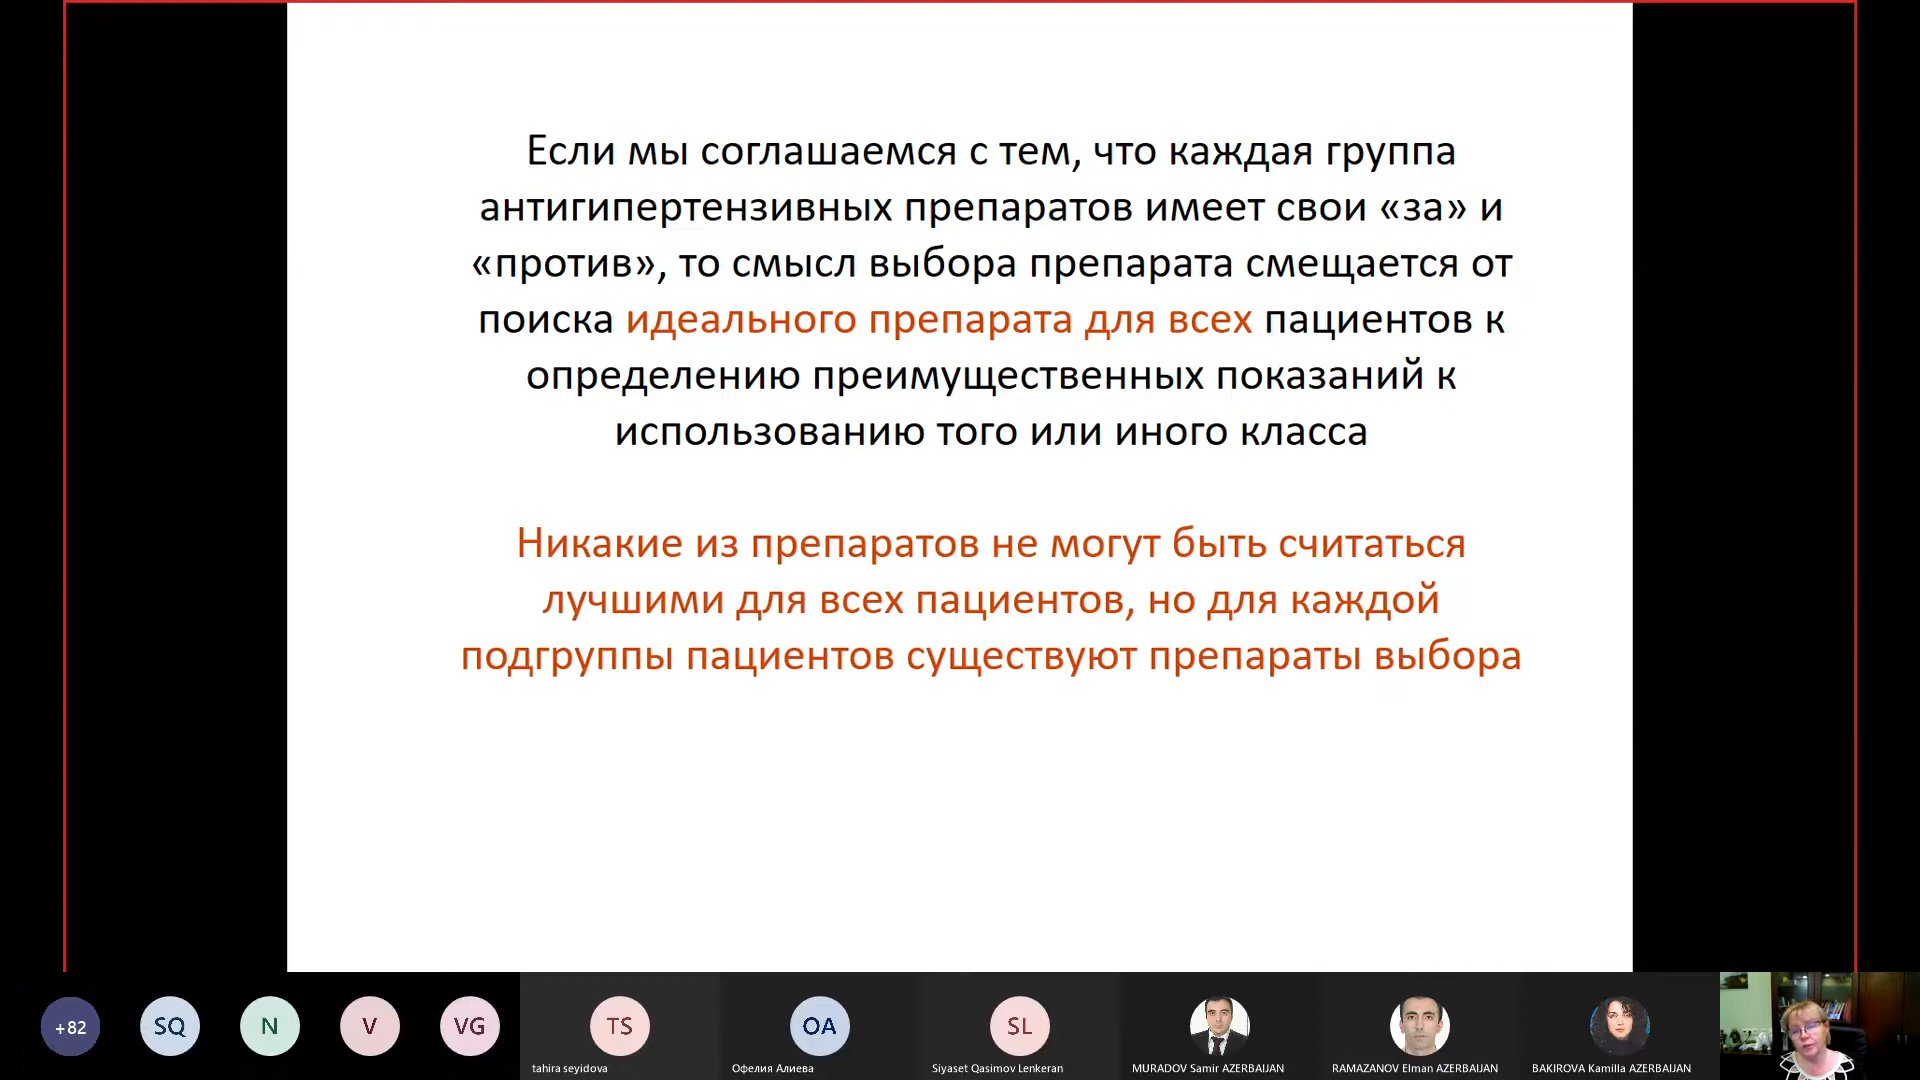 Если мы соглашаемся с тем, что каждая группа
антигипертензивных препаратов имеет свои «за» и
«против», то смысл выбора препарата смещается от
поиска идеального препарата для всех пациентов к
определению преимущественных показаний к
использованию того или иного класса
Никакие из препаратов не могут быть считаться
лучшими для всех пациентов, но для каждой
подгруппы пациентов существуют препараты выбора
+82
SQ
N
V
VG
TS
OA
SL
tahira seyidova
Офелия Алиева
Siyaset Qasimov Lenkeran
MURADOV Samir AZERBAIJAN
RAMAZANOV Elman AZERBAIJAN
BAKIROVA Kamilla AZERBAIJAN